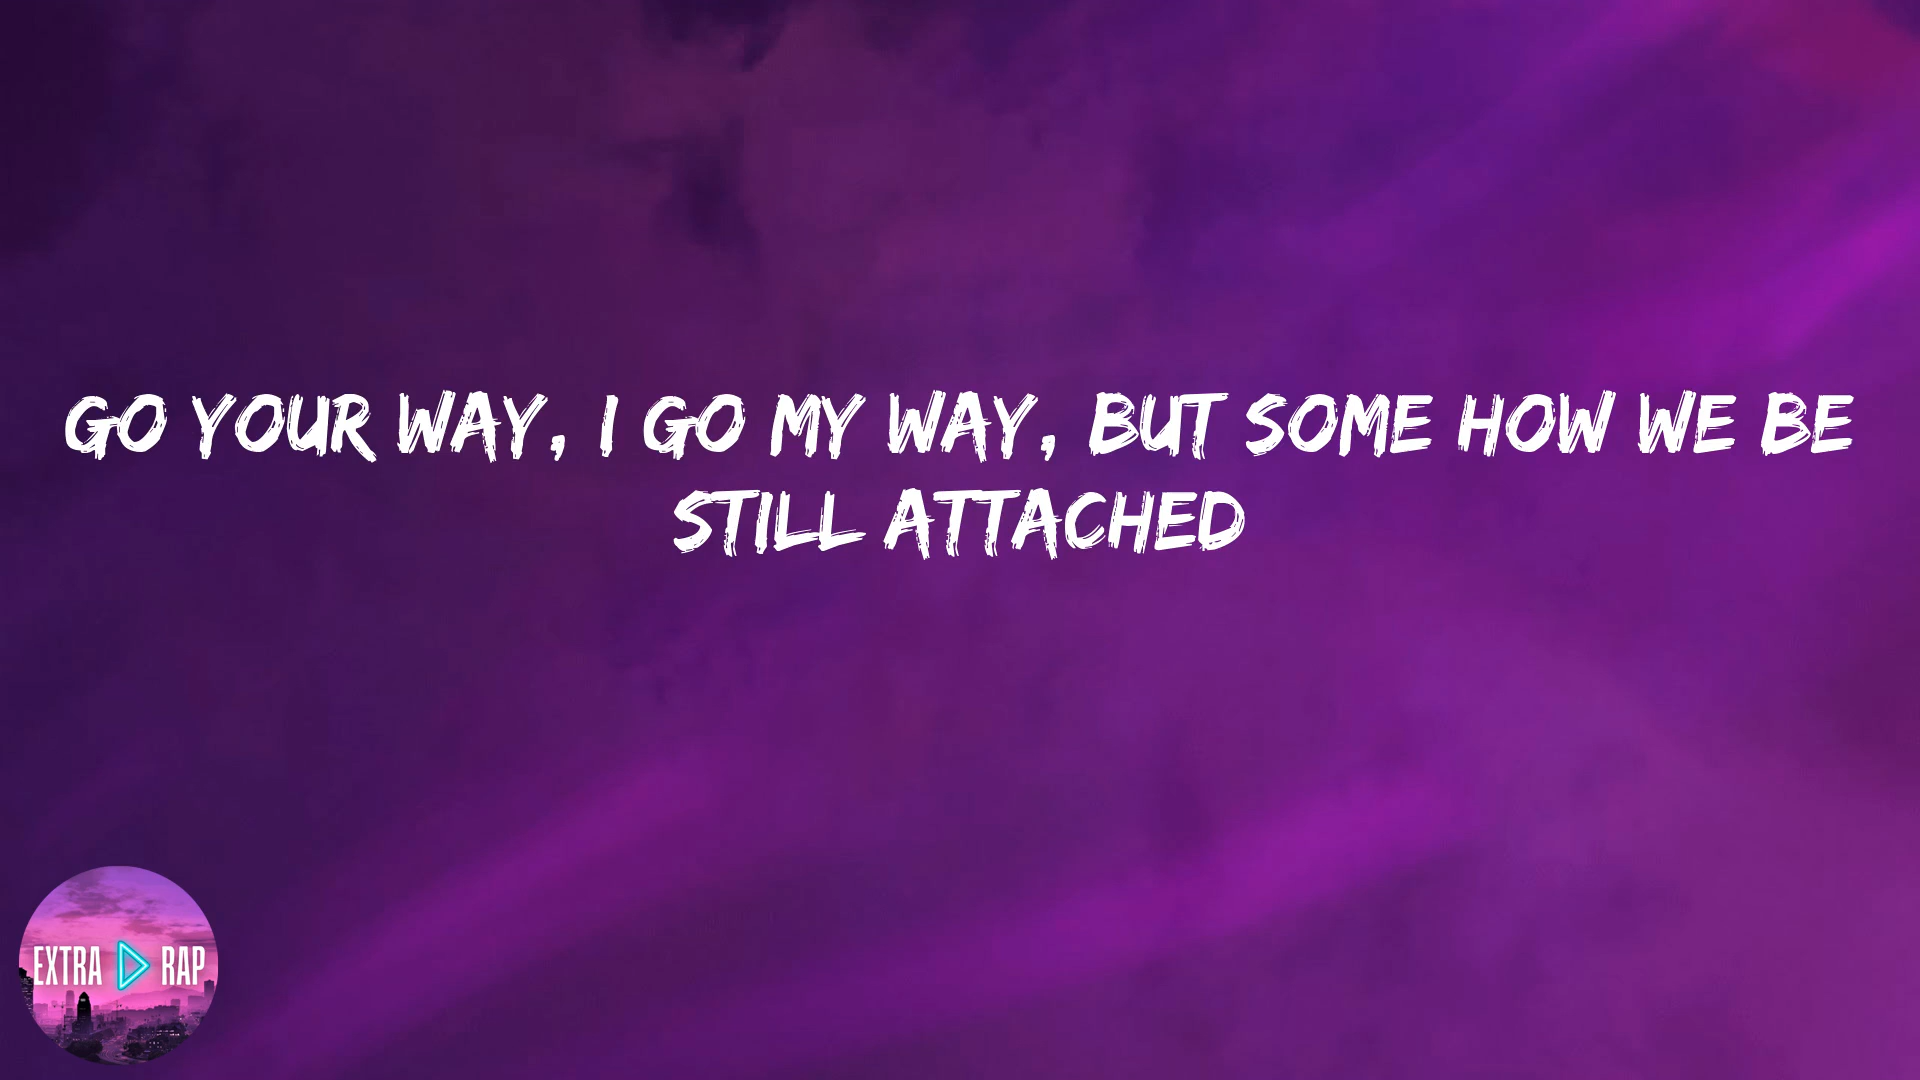 GO YOUR WAY, I GO MY WAY, BUT SOME HOW WE BE
STILL ATTACHED
EXTRA RAP